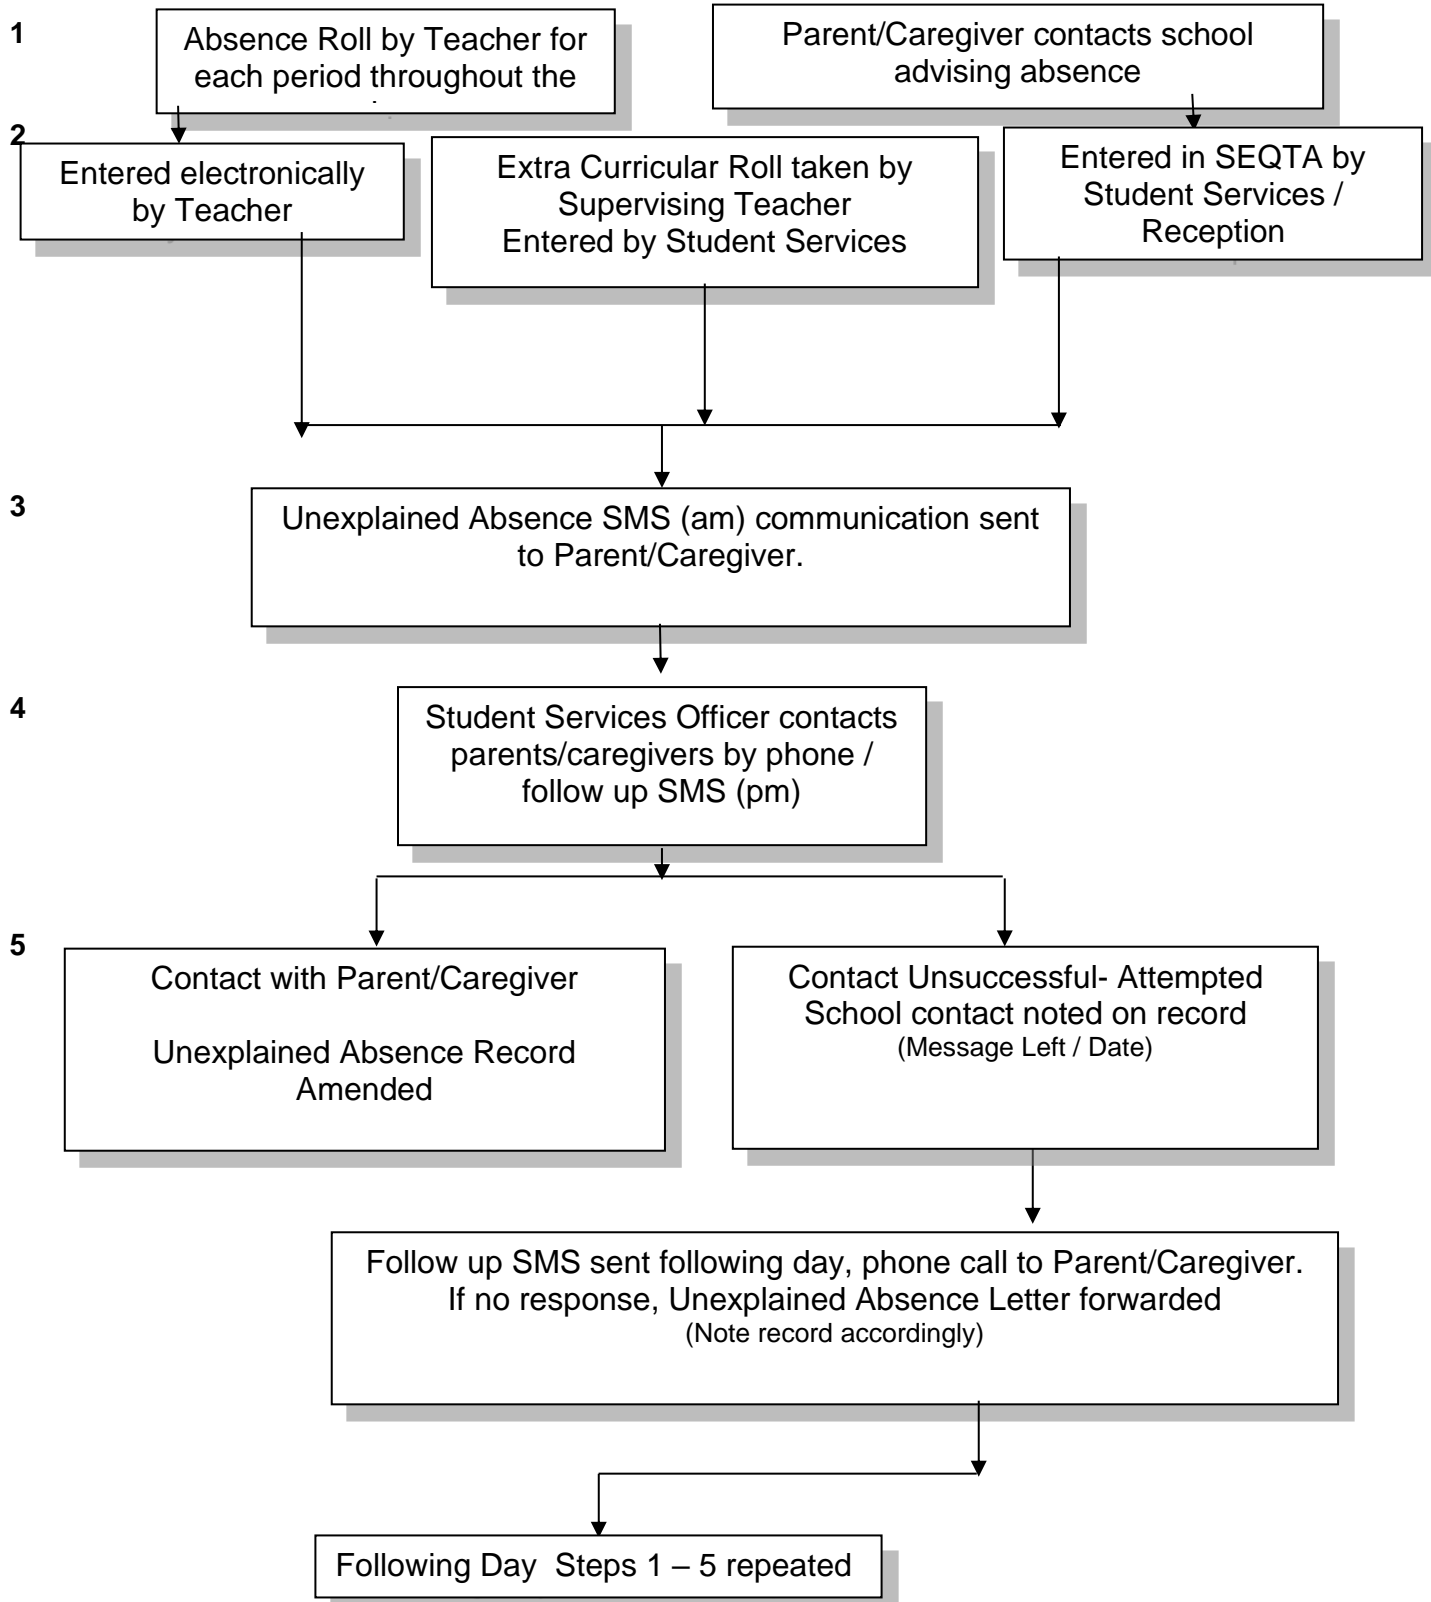 1
Absence Roll by Teacher for
each period throughout the
Parent/Caregiver contacts school
advising absence
2
Entered electronically
by Teacher
Extra Curricular Roll taken by
Supervising Teacher
Entered by Student Services
Entered in SEQTA by
Student Services /
Reception
3
Unexplained Absence SMS (am) communication sent
to Parent/Caregiver.
4
Student Services Officer contacts
parents/caregivers by phone /
follow up SMS (pm)
5
Contact with Parent/Caregiver
Unexplained Absence Record
Amended
Contact Unsuccessful- Attempted
School contact noted on record
(Message Left / Date)
Follow up SMS sent following day, phone call to Parent/Caregiver.
If no response, Unexplained Absence Letter forwarded
(Note record accordingly)
Following Day  Steps 1 – 5 repeated